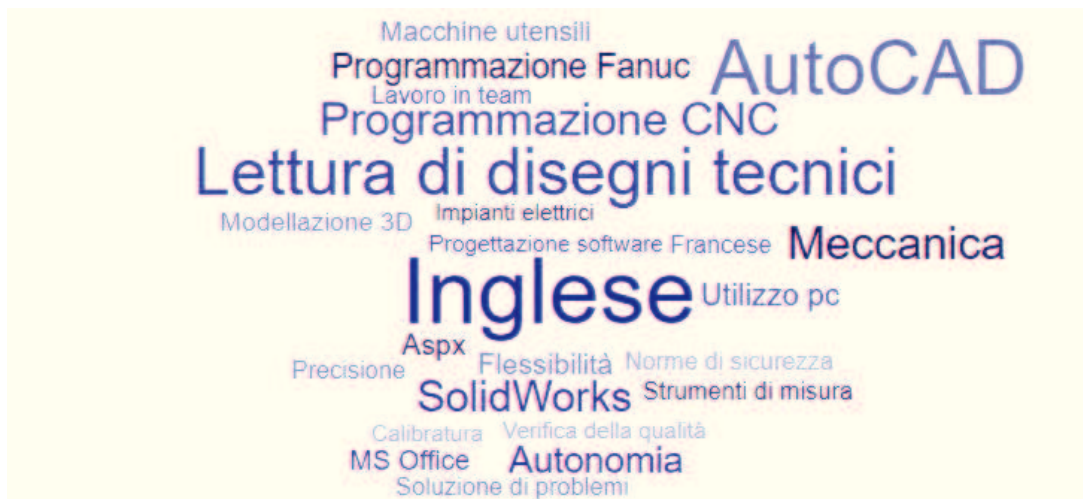 Macchine utensili
Programmazione Fanuc AutoCAD
Lavoro in team
Programmazione CNC
Lettura di disegni tecnici
Modellazione 3D Impianti elettrici
Progettazione software Francese Meccanica
Inglese Utilizzo pc
Aspx
Precisione Flessibilità Norme di sicurezza
SolidWorks Strumenti di misura
Calibratura Verifica della qualità
MS Office Autonomia
Soluzione di problemi